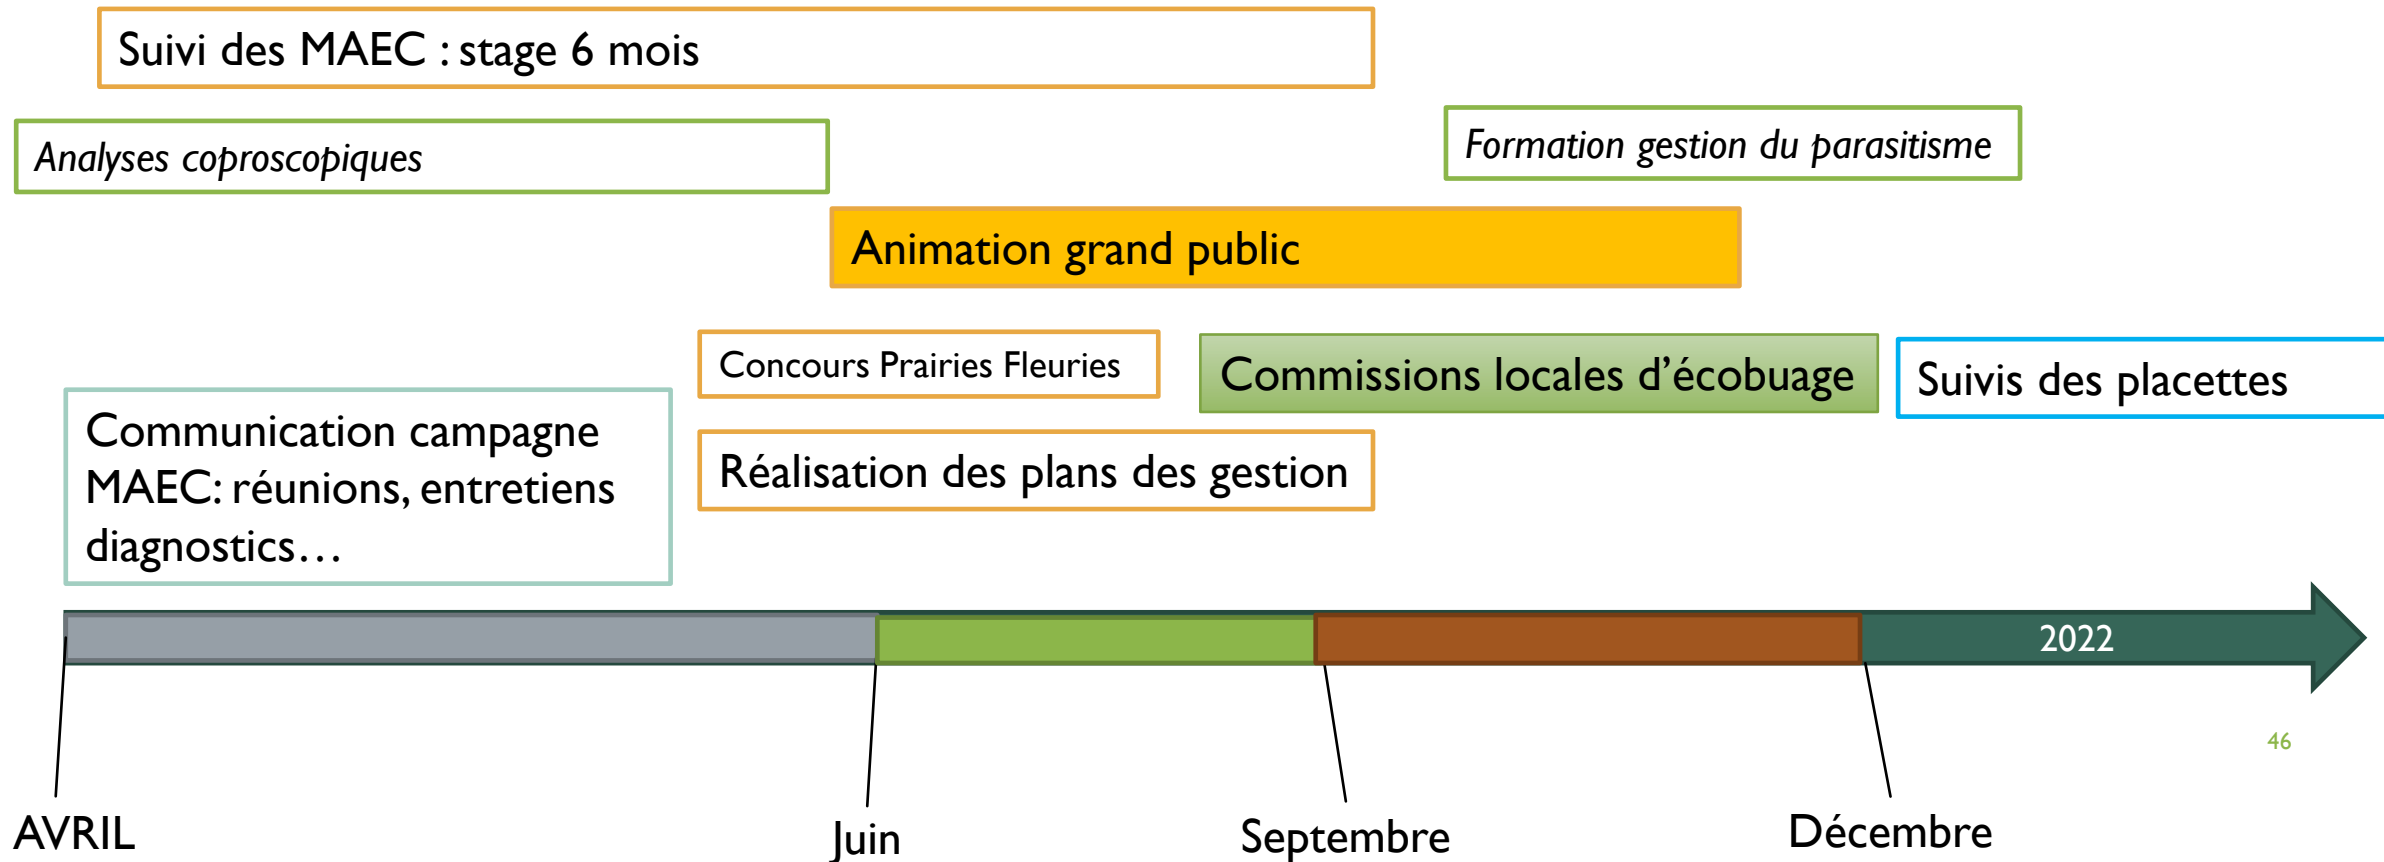 Suivi des MAEC : stage 6 mois
Analyses coproscopiques
Formation gestion du parasitisme
Animation grand public
Concours Prairies Fleuries
Commissions locales d’écobuage
Suivis des placettes
Communication campagne
MAEC: réunions, entretiens
diagnostics…
Réalisation des plans des gestion
2022
46
AVRIL
Juin
Septembre
Décembre